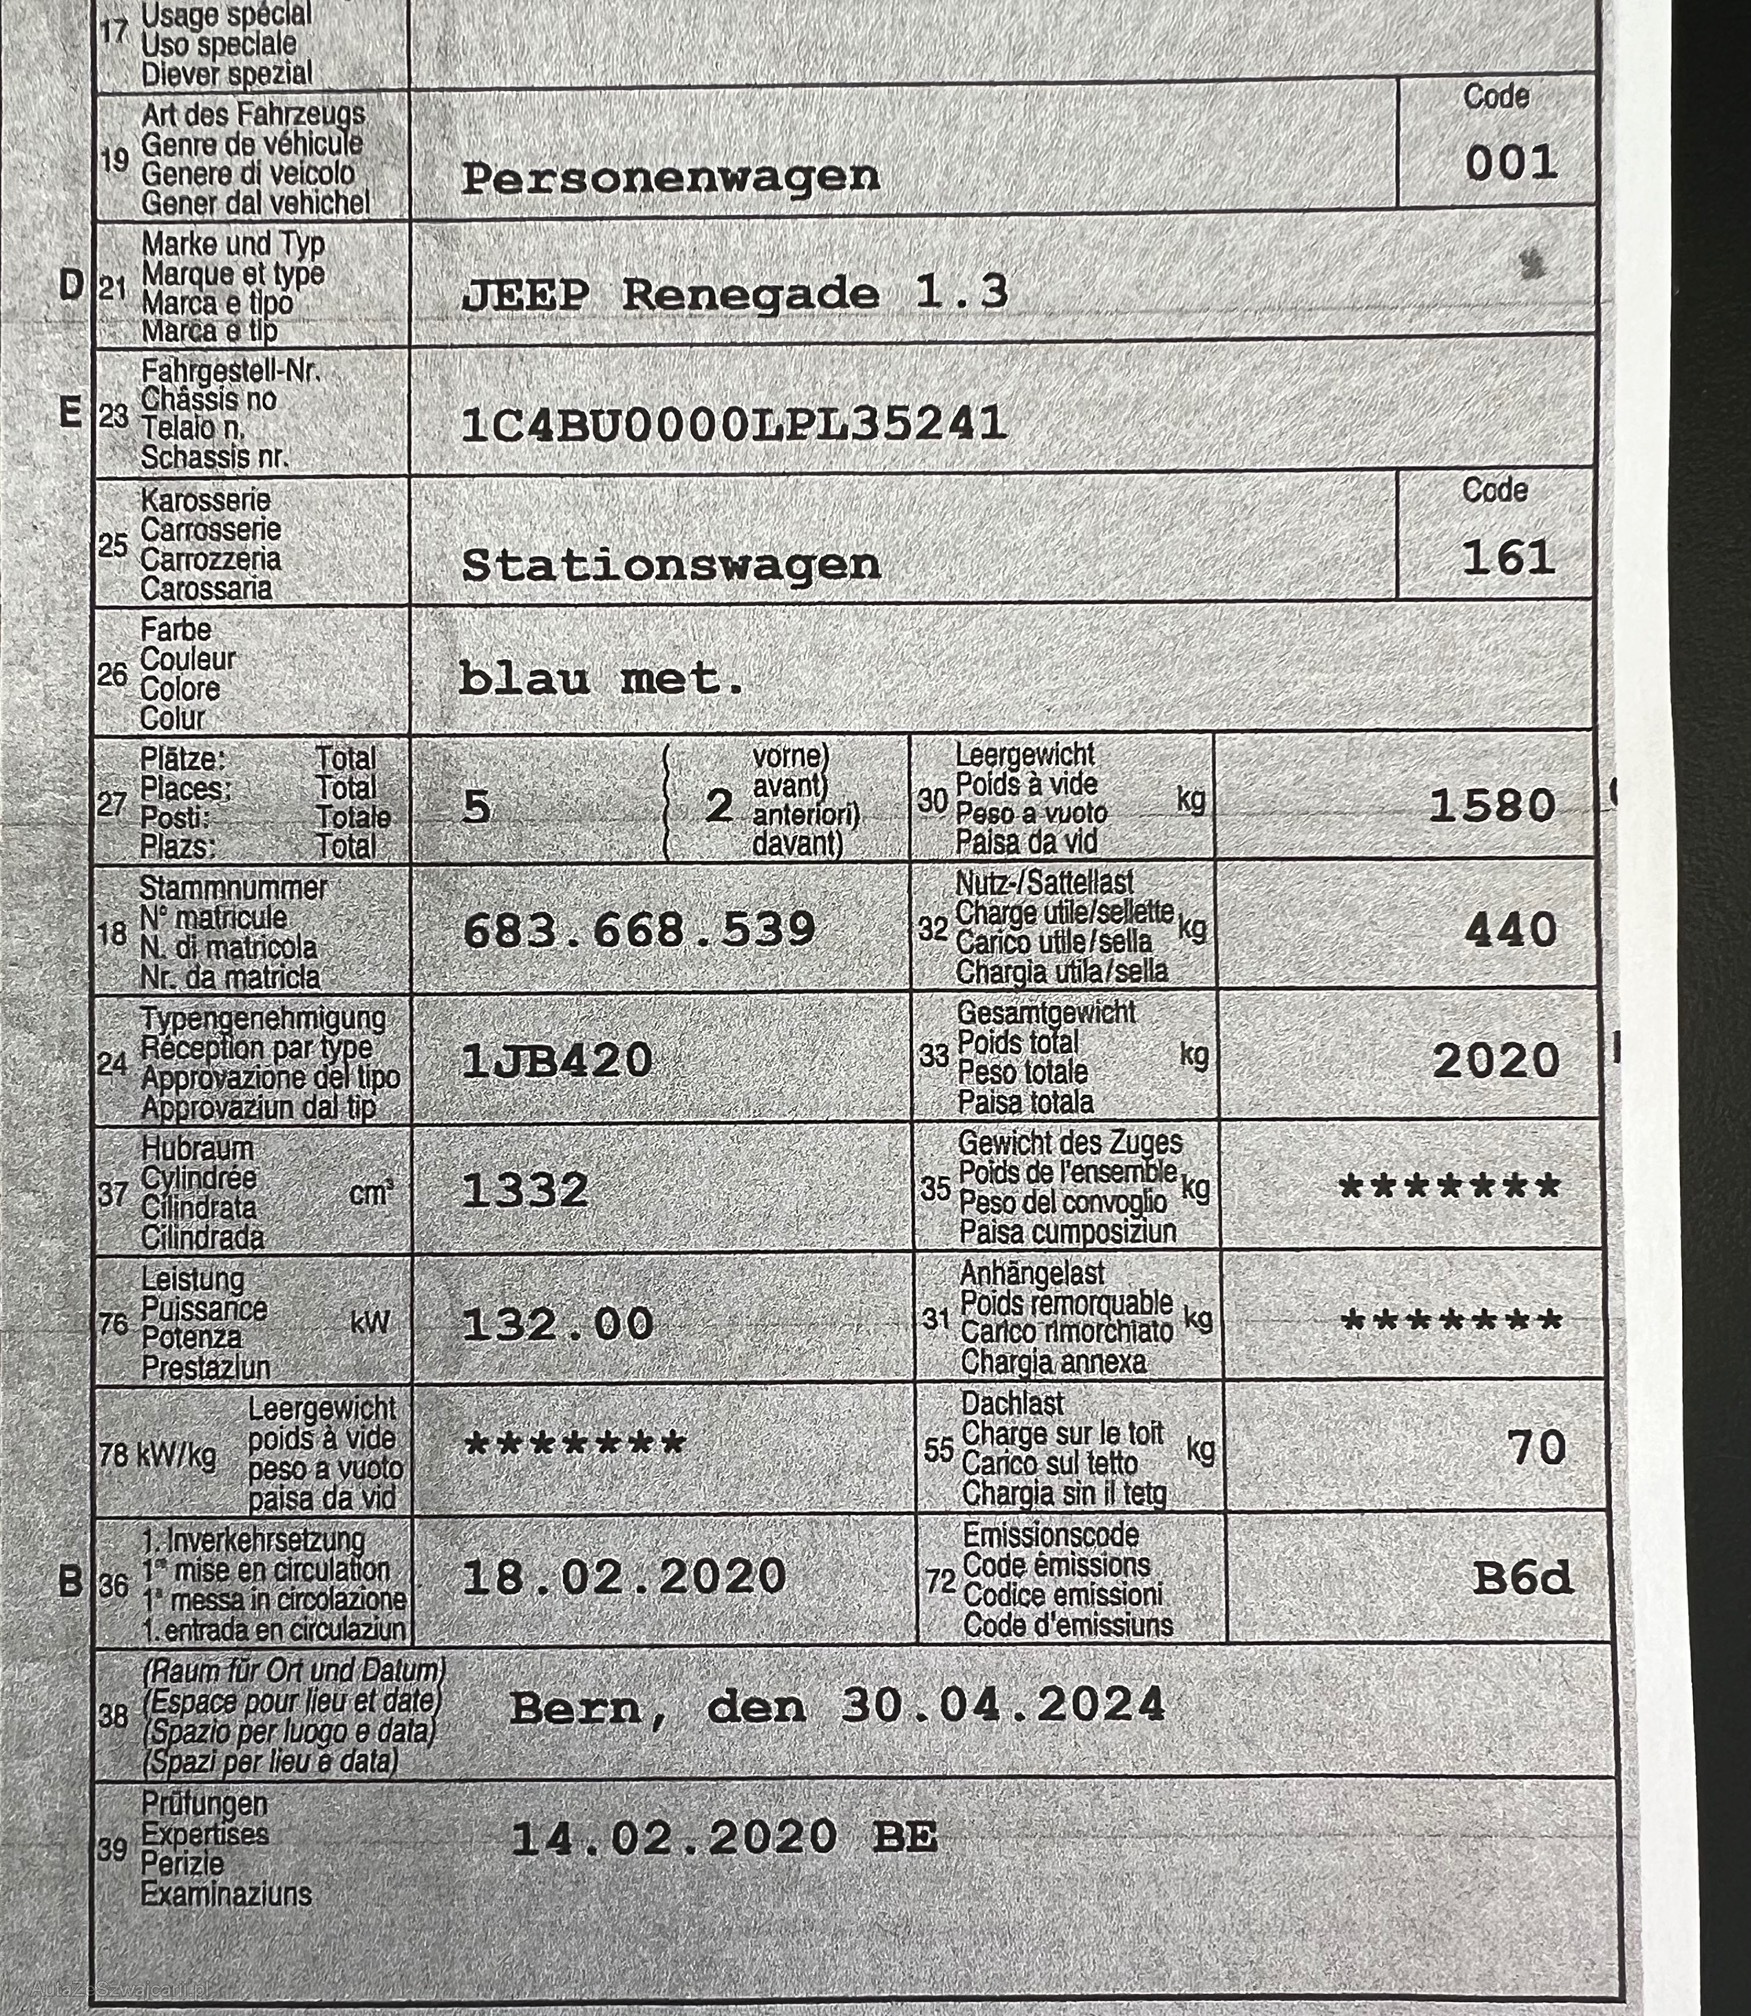 17 Usage spécial
Uso speciale
Diever spezial
19 Art des Fahrzeugs
Genre de véhicule
Genere di veicolo
Gener dal vehichel
Personenwagen
Code
001
D 21 Marke und Typ
Marque et type
Marca e tipo
Marca e tip
JEEP Renegade 1.3
E 23 Fahrgestell-Nr.
Châssis no
Telaio n.
Schassis nr.
1C4BU0000LPL35241
25 Karosserie
Carrosserie
Carrozzeria
Carossaria
Stationswagen
Code
161
26 Farbe
Couleur
Colore
Colur
blau met.
27 Plätze: Total
Places: Total
Posti: Totale
Plazs: Total
5 ( 2 vorne)
avant)
anteriori)
davant)
30 Leergewicht
Poids à vide kg
Peso a vuoto
Paisa da vid
1580
18 Stammnummer
N° matricule
N. di matricola
Nr. da matricla
683.668.539
32 Nutz-/Sattellast
Charge utile/sellette kg
Carico utile/sella
Chargia utila/sella
440
24 Typengenehmigung
Réception par type
Approvazione del tipo
Approvaziun dal tip
1JB420
33 Gesamtgewicht
Poids total kg
Peso totale
Paisa totala
2020
37 Hubraum
Cylindrée cm³
Cilindrata
Cilindrada
1332
35 Gewicht des Zuges
Poids de l'ensemble kg
Peso del convoglio
Paisa cumposiziun
*******
76 Leistung
Puissance kW
Potenza
Prestaziun
132.00
31 Anhängelast
Poids remorquable kg
Carico rimorchiato
Chargia annexa
*******
78 kW/kg Leergewicht
poids à vide
peso a vuoto
paisa da vid
*******
55 Dachlast
Charge sur le toit kg
Carico sul tetto
Chargia sin il tetg
70
B 36 1. Inverkehrsetzung
1re mise en circulation
1a messa in circolazione
1. entrada en circulaziun
18.02.2020
72 Emissionscode
Code émissions
Codice emissioni
Code d'emissiuns
B6d
38 (Raum für Ort und Datum)
(Espace pour lieu et date)
(Spazio per luogo e data)
(Spazi per lieu e data)
Bern, den 30.04.2024
39 Prüfungen
Expertises
Perizie
Examinaziuns
14.02.2020 BE
AutaZeSzwajcarii.pl